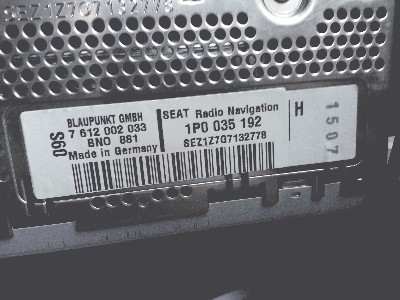 SEZ1Z7G7132778
09S
BLAUPUNKT GMBH
7 612 002 033
BNO 881
Made in Germany
SEAT Radio Navigation
1P0 035 192
SEZ1Z7G7132778
H
1507